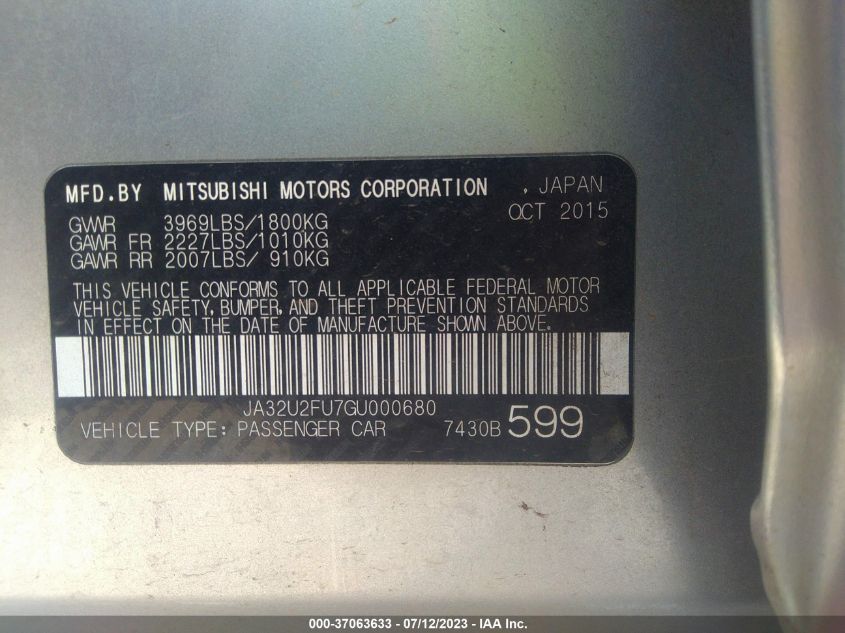 MFD.BY MITSUBISHI MOTORS CORPORATION , JAPAN
OCT 2015
GVWR 3969LBS/1800KG
GAWR FR 2227LBS/1010KG
GAWR RR 2007LBS/ 910KG
THIS VEHICLE CONFORMS TO ALL APPLICABLE FEDERAL MOTOR
VEHICLE SAFETY, BUMPER, AND THEFT PREVENTION STANDARDS
IN EFFECT ON THE DATE OF MANUFACTURE SHOWN ABOVE.
JA32U2FU7GU000680
VEHICLE TYPE: PASSENGER CAR 7430B 599
000-37063633 - 07/12/2023 - IAA Inc.